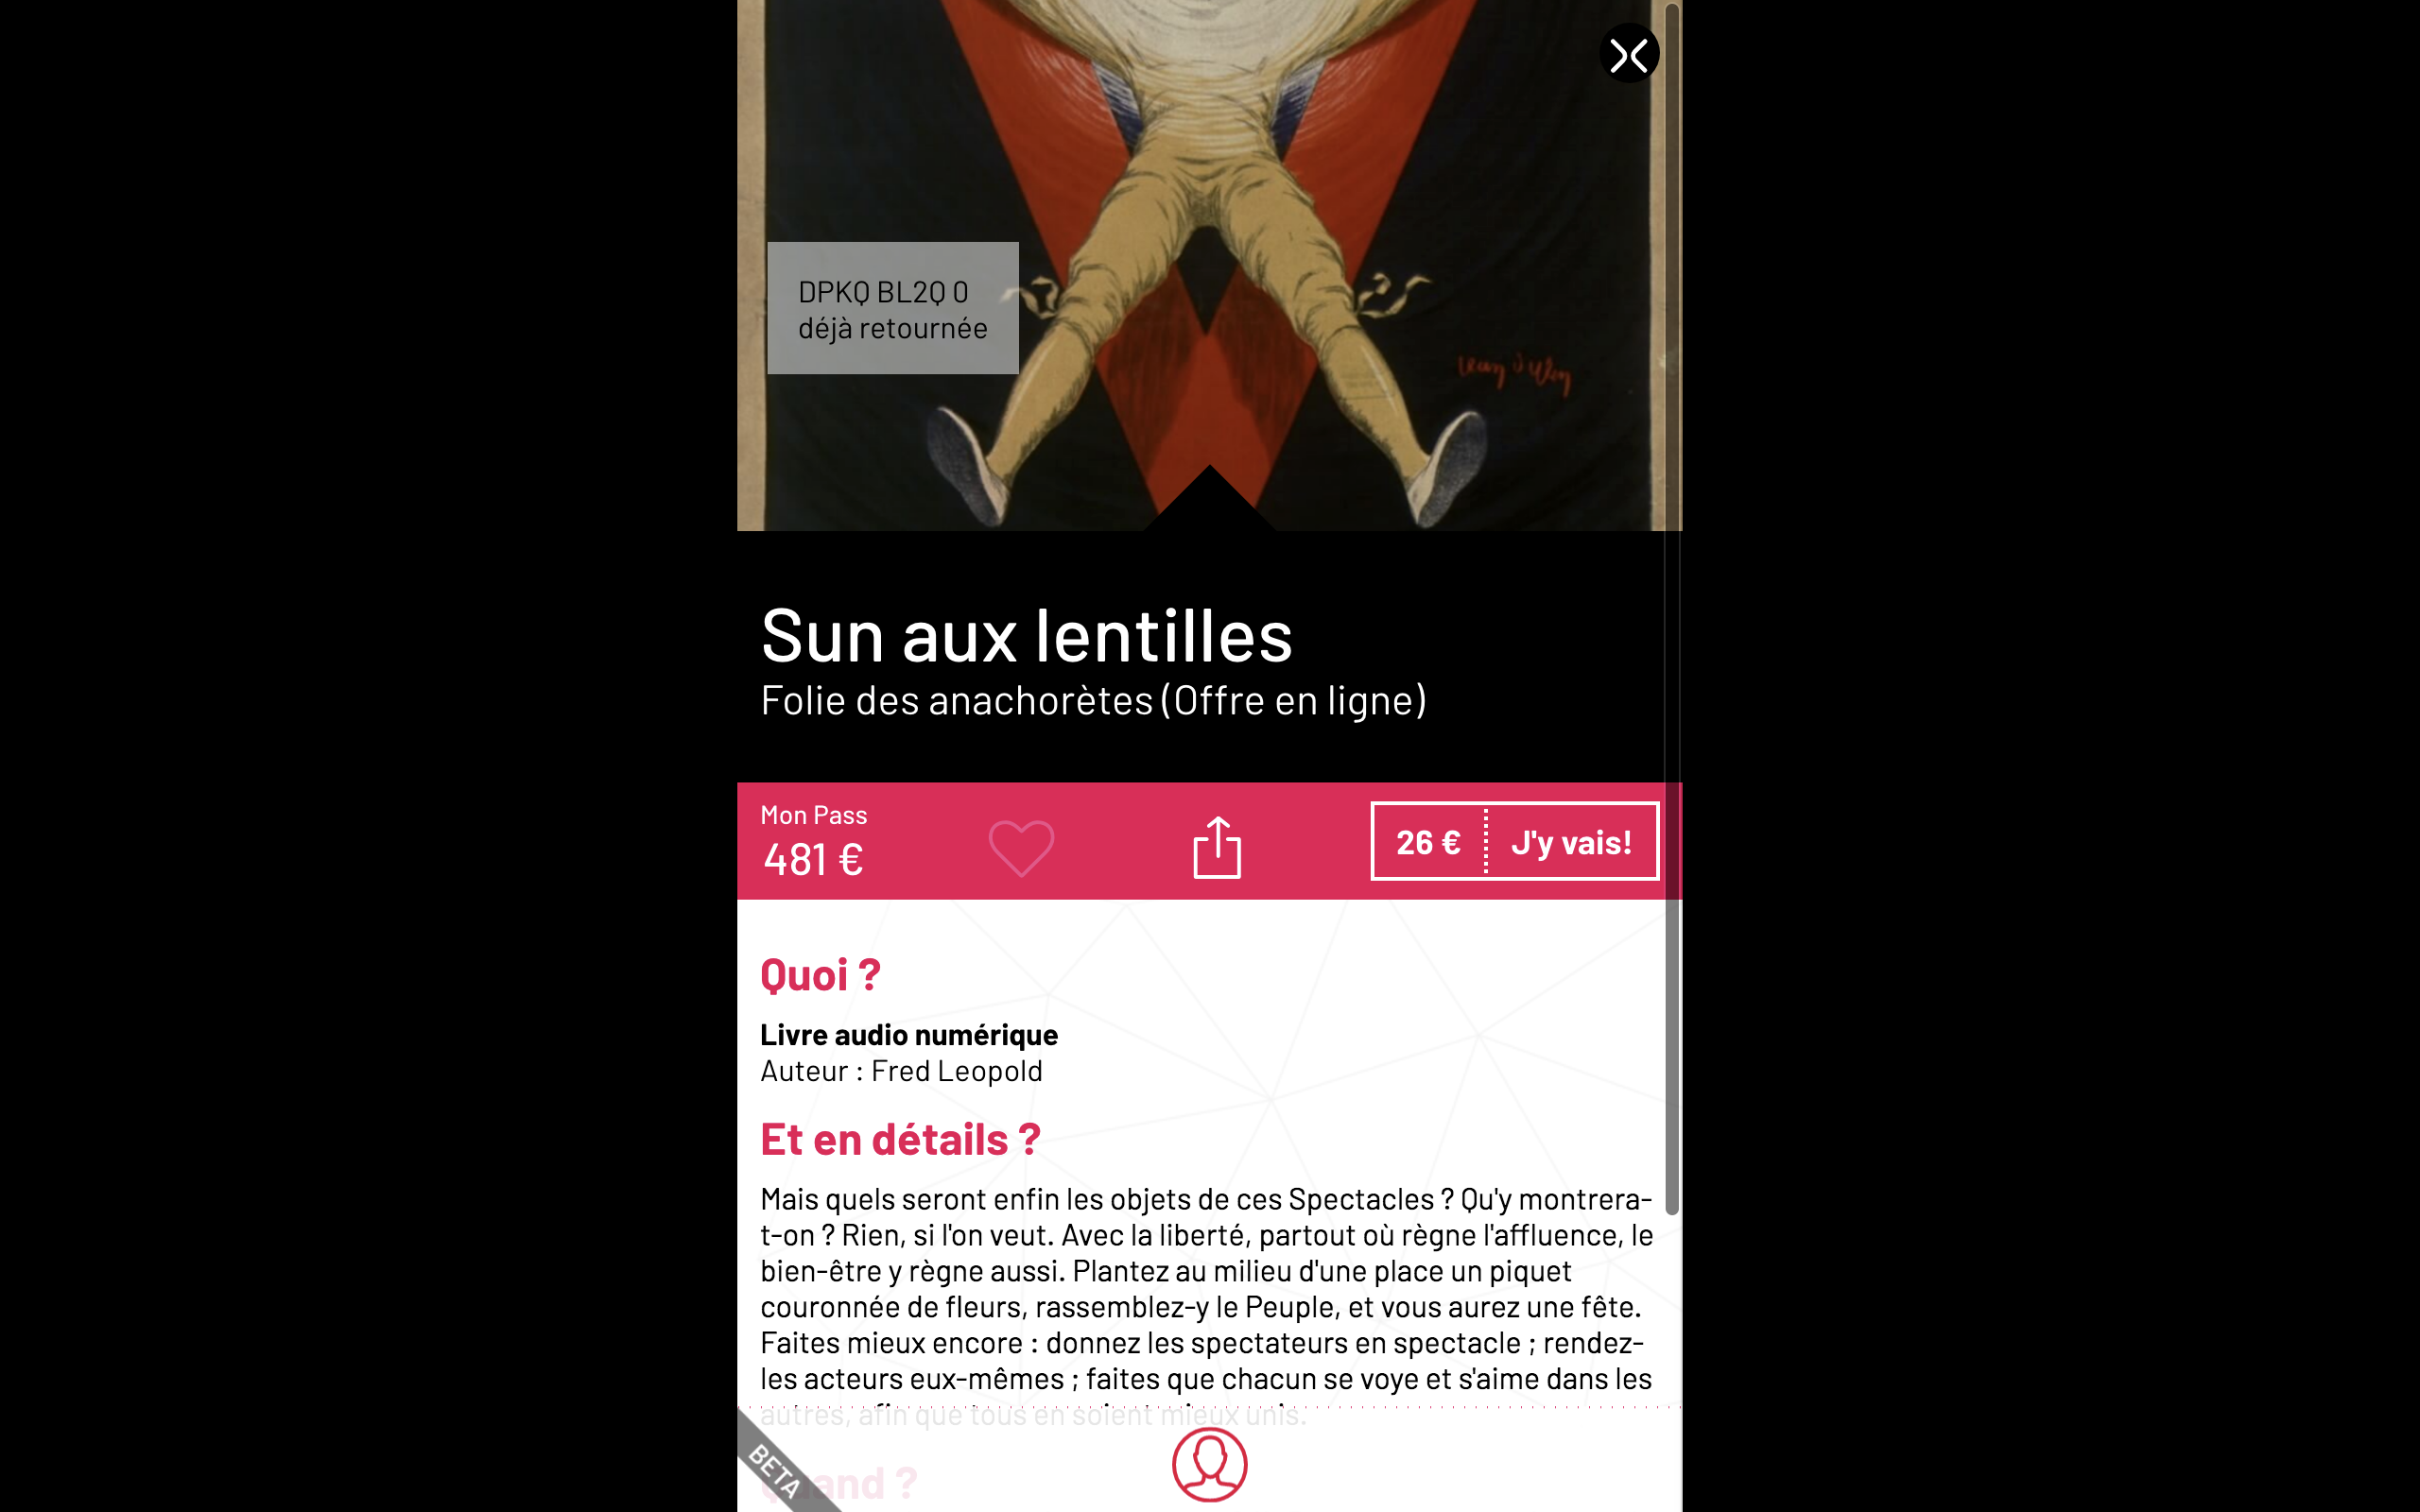 DPKQ BL2Q 0
déjà retournée
Sun aux lentilles
Folie des anachorètes (Offre en ligne)
Mon Pass
481 €
26 €
J'y vais!
Quoi ?
Livre audio numérique
Auteur : Fred Leopold
Et en détails ?
Mais quels seront enfin les objets de ces Spectacles ? Qu'y montrera-
t-on ? Rien, si l'on veut. Avec la liberté, partout où règne l'affluence, le
bien-être y règne aussi. Plantez au milieu d'une place un piquet
couronnée de fleurs, rassemblez-y le Peuple, et vous aurez une fête.
Faites mieux encore : donnez les spectateurs en spectacle ; rendez-
les acteurs eux-mêmes ; faites que chacun se voye et s'aime dans les
autres, afin que tous en soient mieux unis.
BETA